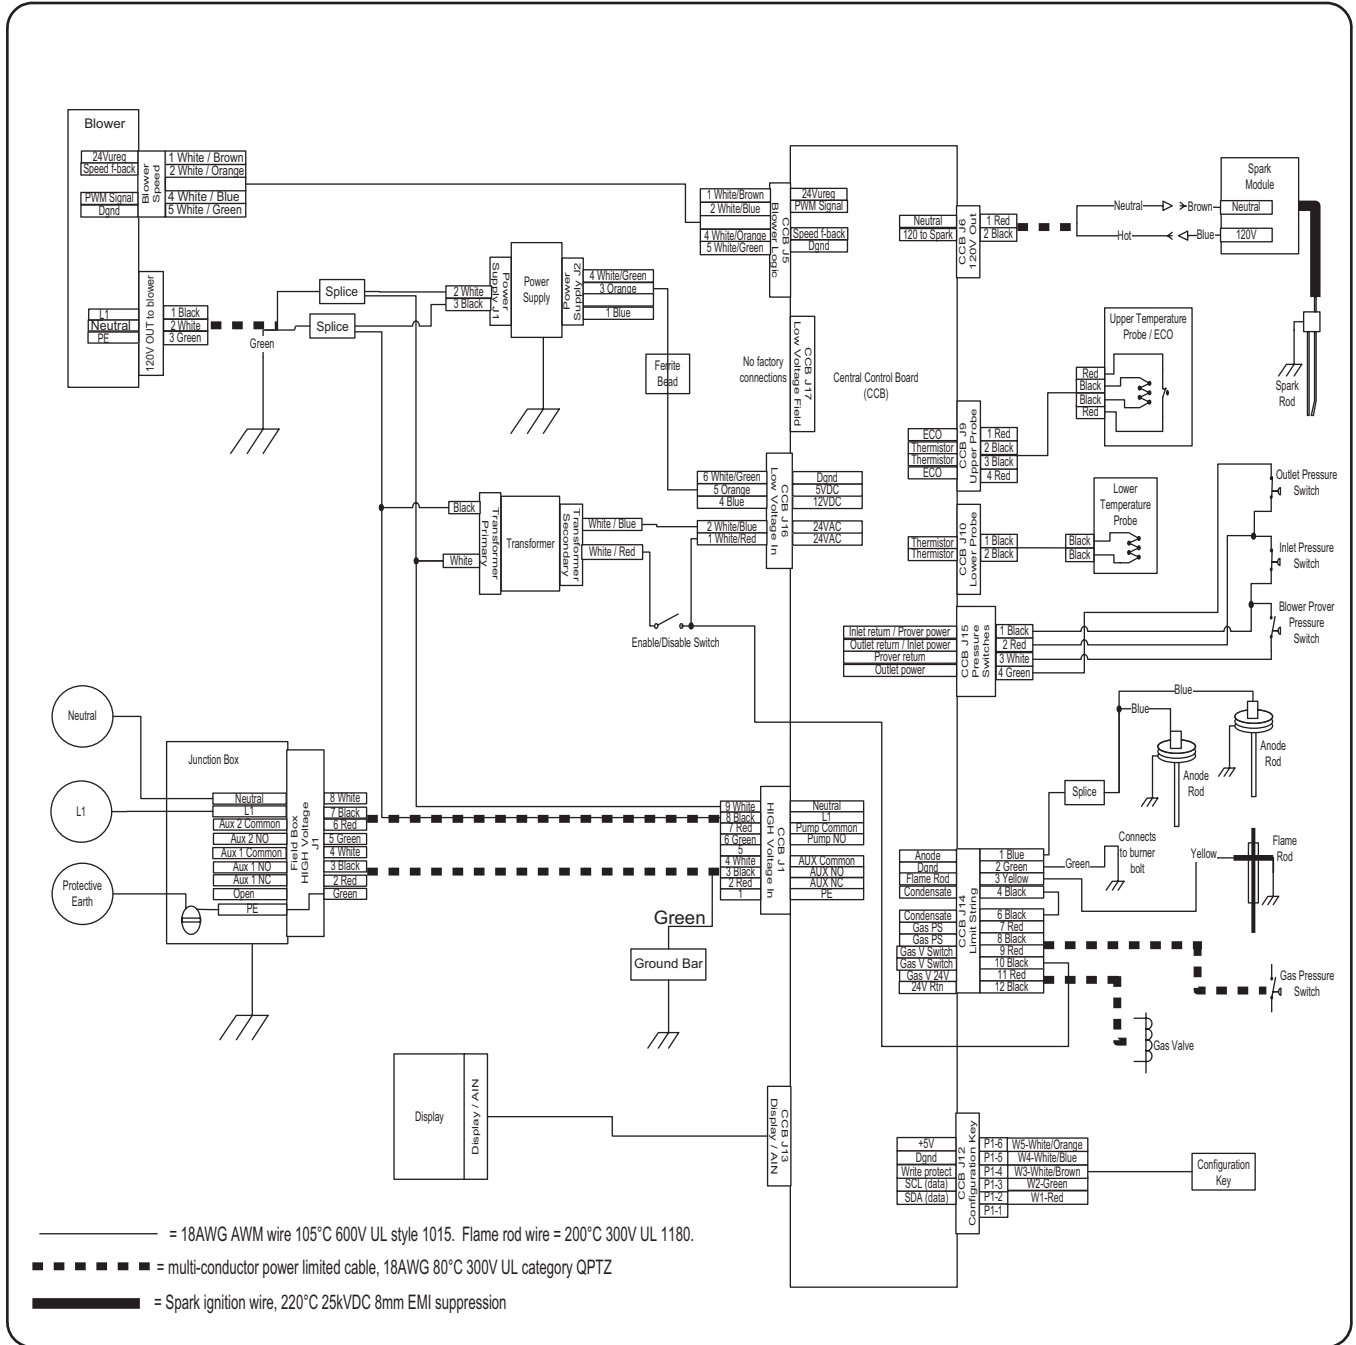 Blower
24Vureg
Speed f-back
PWM Signal
Dgnd
Blower Speed
1 White / Brown
2 White / Orange
4 White / Blue
5 White / Green
L1
Neutral
PE
120V OUT to blower
1 Black
2 White
3 Green
Green
Splice
Splice
2 White
3 Black
Power Supply J1
Power Supply
Power Supply J2
4 White/Green
3 Orange
1 Blue
Ferrite Bead
1 White/Brown
2 White/Blue
4 White/Orange
5 White/Green
CCB J5
Blower Logic
24Vureg
PWM Signal
Speed f-back
Dgnd
No factory connections
CCB J17
Low Voltage Field
Central Control Board
(CCB)
6 White/Green
5 Orange
4 Blue
2 White/Blue
1 White/Red
CCB J16
Low Voltage In
Dgnd
5VDC
12VDC
24VAC
24VAC
Black
White
Transformer Primary
Transformer
Transformer Secondary
White / Blue
White / Red
Enable/Disable Switch
Neutral
120 to Spark
CCB J6
120V Out
1 Red
2 Black
Neutral
Hot
Brown
Blue
Spark Module
Neutral
120V
Spark Rod
Upper Temperature
Probe / ECO
Red
Black
Black
Red
ECO
Thermistor
Thermistor
ECO
CCB J9
Upper Probe
1 Red
2 Black
3 Black
4 Red
Lower Temperature Probe
Black
Black
Thermistor
Thermistor
CCB J10
Lower Probe
1 Black
2 Black
Outlet Pressure Switch
Inlet Pressure Switch
Blower Prover Pressure Switch
Inlet return / Prover power
Outlet return / Inlet power
Prover return
Outlet power
CCB J15
Pressure Switches
1 Black
2 Red
3 White
4 Green
Blue
Blue
Anode Rod
Anode Rod
Splice
Neutral
L1
Protective Earth
Junction Box
Neutral
L1
Aux 2 Common
Aux 2 NO
Aux 1 Common
Aux 1 NO
Aux 1 NC
Open
PE
Field Box HIGH Voltage J1
8 White
7 Black
6 Red
5 Green
4 White
3 Black
2 Red
Green
9 White
8 Black
7 Red
6 Green
5
4 White
3 Black
2 Red
1
CCB J1
HIGH Voltage In
Neutral
L1
Pump Common
Pump NO
AUX Common
AUX NO
AUX NC
PE
Green
Ground Bar
Anode
Dgnd
Flame Rod
Condensate
Condensate
Gas PS
Gas PS
Gas V Switch
Gas V Switch
Gas V 24V
24V Rtn
CCB J14
Limit String
1 Blue
2 Green
3 Yellow
4 Black
6 Black
7 Red
8 Black
9 Red
10 Black
11 Red
12 Black
Green
Connects to burner bolt
Yellow
Flame Rod
Gas Pressure Switch
Gas Valve
Display
Display / AIN
CCB J13
Display / AIN
+5V
Dgnd
Write protect
SCL (data)
SDA (data)
CCB J12
Configuration Key
P1-6
P1-5
P1-4
P1-3
P1-2
P1-1
W5-White/Orange
W4-White/Blue
W3-White/Brown
W2-Green
W1-Red
Configuration Key
= 18AWG AWM wire 105°C 600V UL style 1015. Flame rod wire = 200°C 300V UL 1180.
= multi-conductor power limited cable, 18AWG 80°C 300V UL category QPTZ
= Spark ignition wire, 220°C 25kVDC 8mm EMI suppression